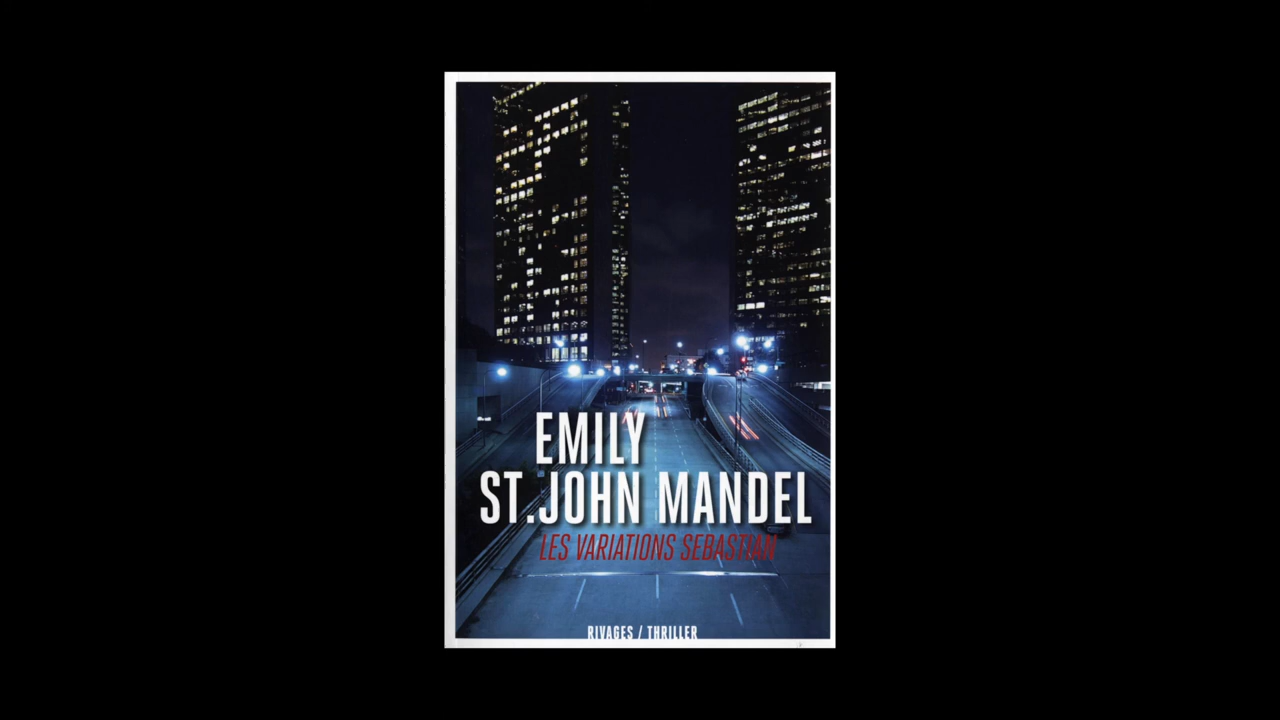 EMILY
ST.JOHN MANDEL
LES VARIATIONS SEBASTIAN
RIVAGES / THRILLER